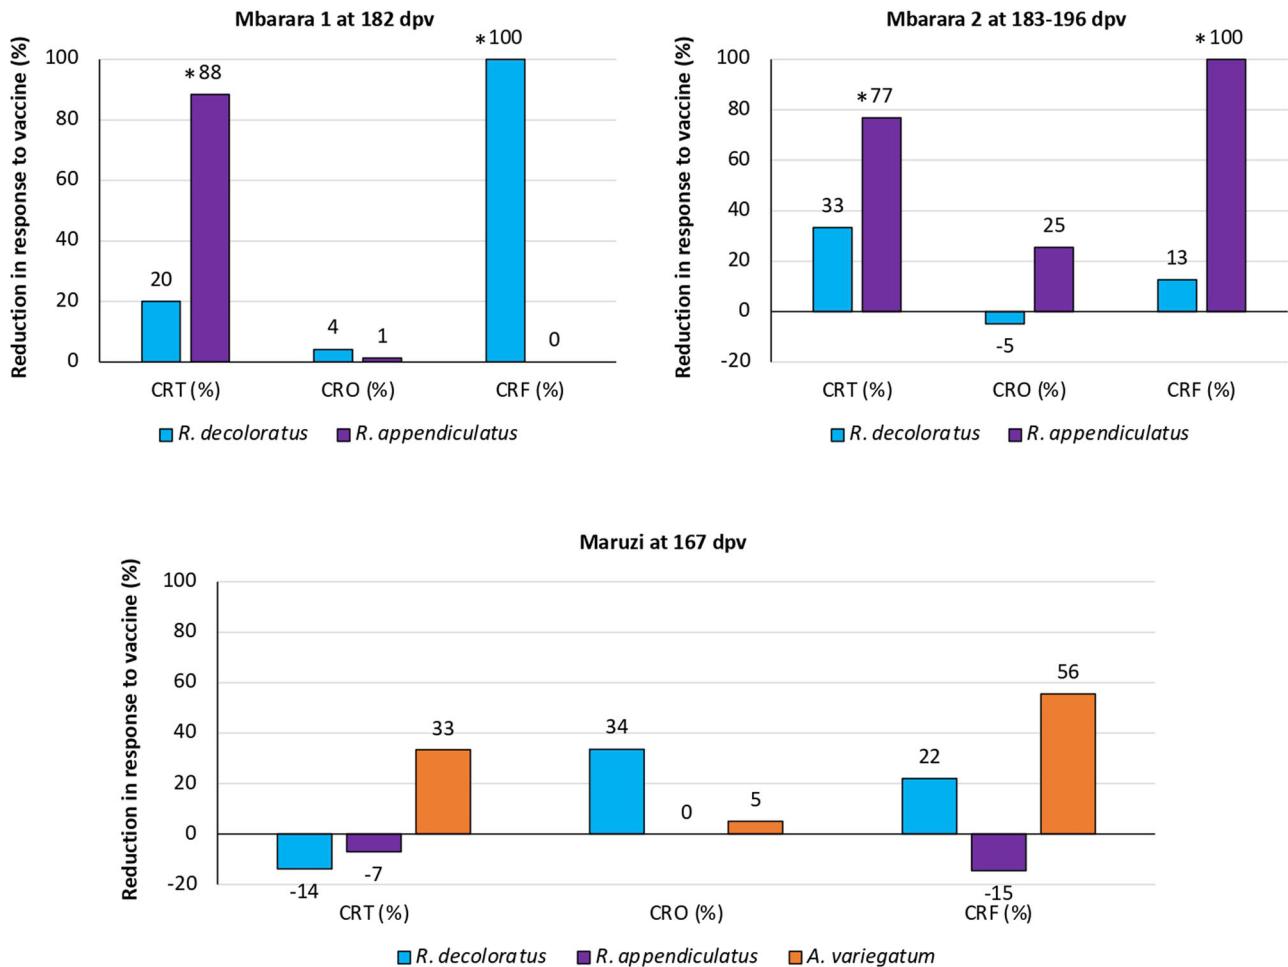 Mbarara 1 at 182 dpv
Reduction in response to vaccine (%)
100
80
60
40
20
0
20
*88
4
1
*100
0
CRT (%)
CRO (%)
CRF (%)
R. decoloratus
R. appendiculatus
Mbarara 2 at 183-196 dpv
Reduction in response to vaccine (%)
100
80
60
40
20
0
-20
33
*77
-5
25
13
*100
CRT (%)
CRO (%)
CRF (%)
R. decoloratus
R. appendiculatus
Maruzi at 167 dpv
Reduction in response to vaccine (%)
100
80
60
40
20
0
-20
-14
-7
33
34
0
5
22
-15
56
CRT (%)
CRO (%)
CRF (%)
R. decoloratus
R. appendiculatus
A. variegatum